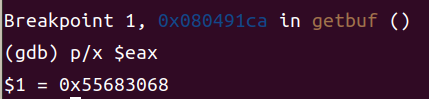 Breakpoint 1, 0x080491ca in getbuf ()
(gdb) p/x $eax
$1 = 0x55683068